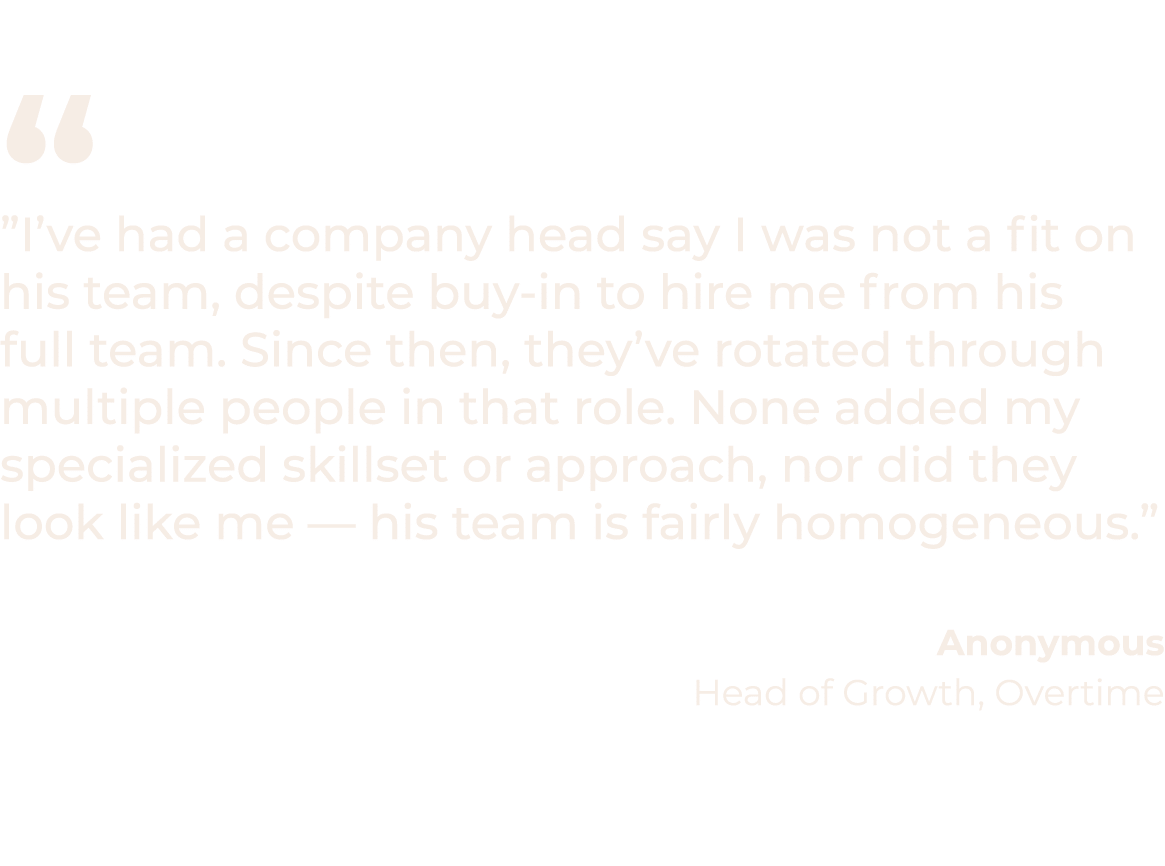 “
”I’ve had a company head say I was not a fit on
his team, despite buy-in to hire me from his
full team. Since then, they’ve rotated through
multiple people in that role. None added my
specialized skillset or approach, nor did they
look like me — his team is fairly homogeneous.”
Anonymous
Head of Growth, Overtime